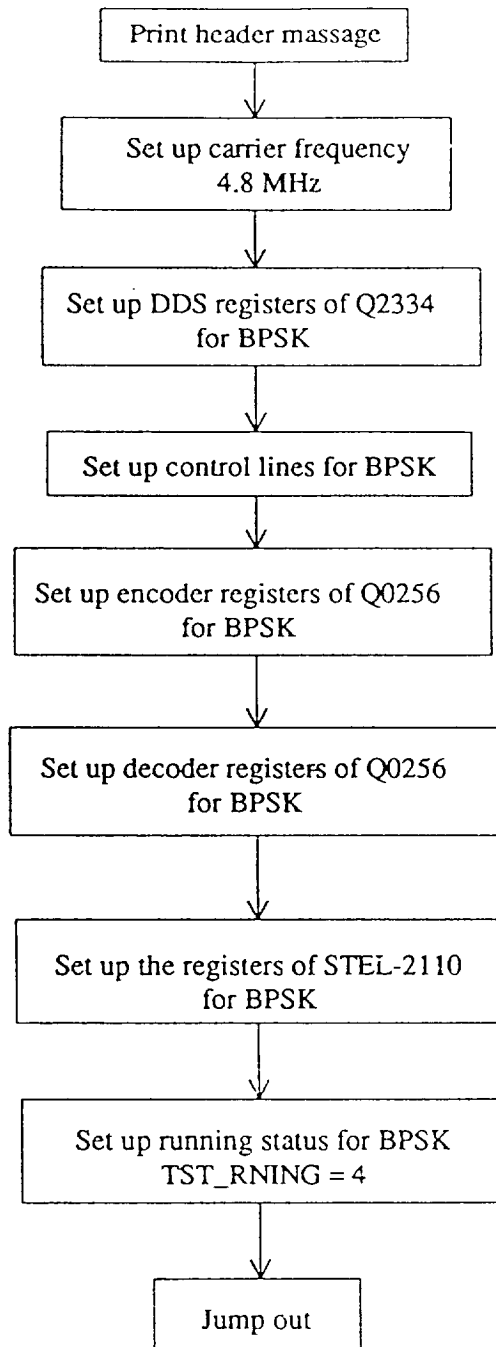 Print header massage
Set up carrier frequency
4.8 MHz
Set up DDS registers of Q2334
for BPSK
Set up control lines for BPSK
Set up encoder registers of Q0256
for BPSK
Set up decoder registers of Q0256
for BPSK
Set up the registers of STEL-2110
for BPSK
Set up running status for BPSK
TST_RNING = 4
Jump out